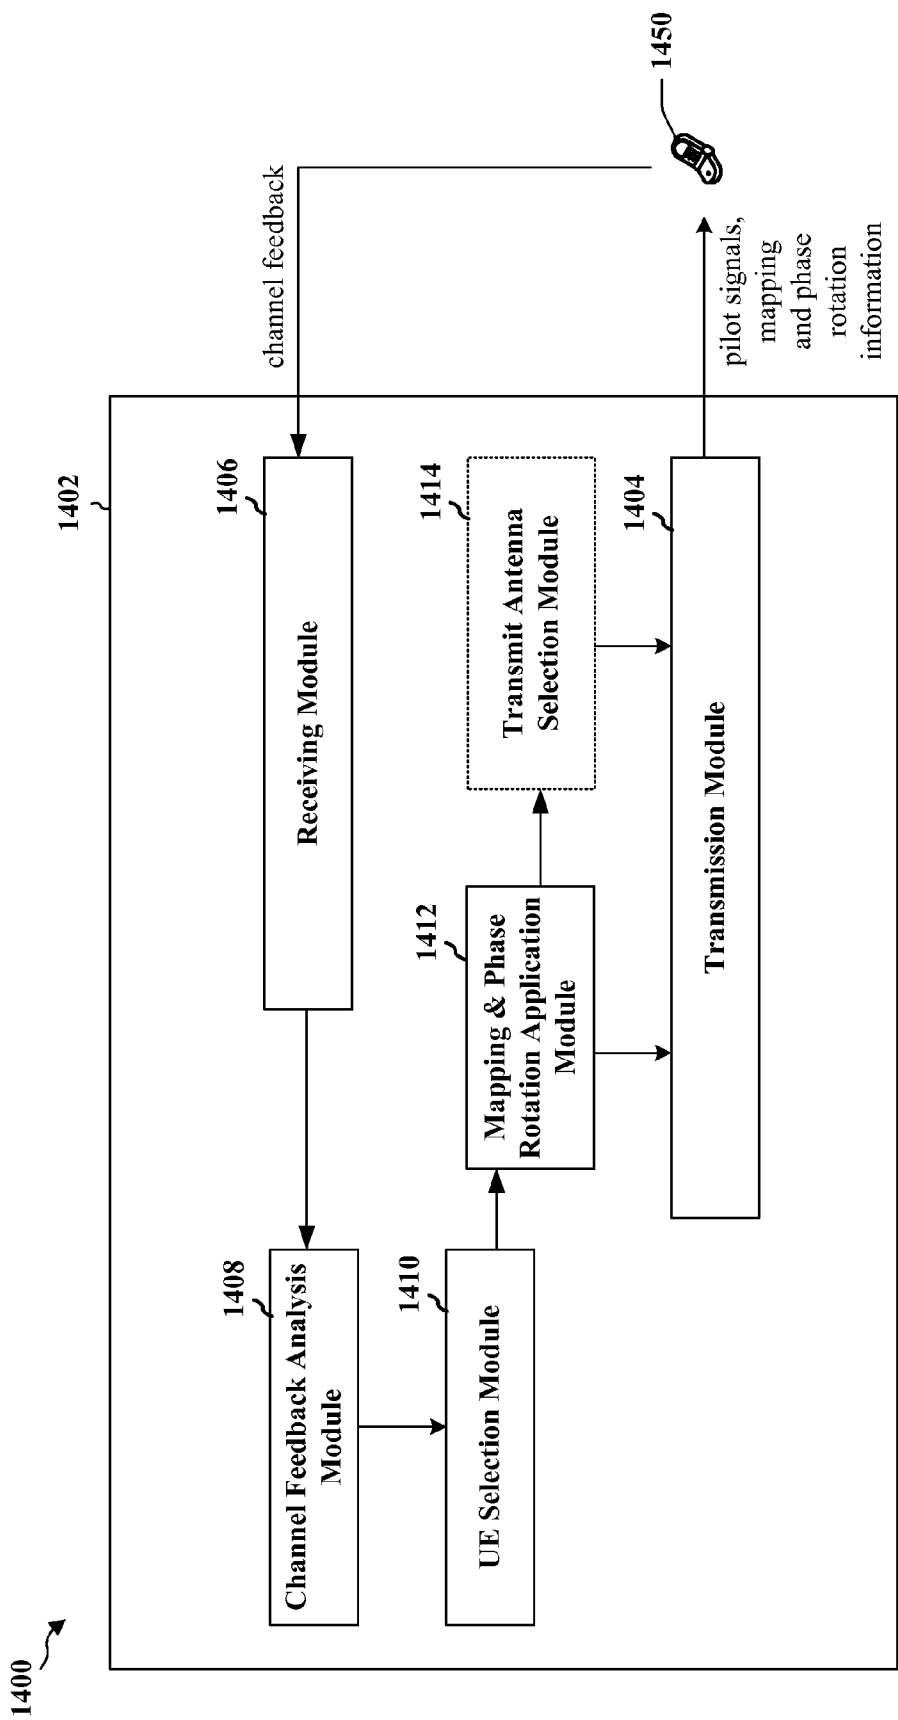 1400
1402
channel feedback
1406
Receiving Module
1408
Channel Feedback Analysis
Module
1410
UE Selection Module
1412
Mapping & Phase
Rotation Application
Module
1414
Transmit Antenna
Selection Module
1404
Transmission Module
1450
pilot signals,
mapping
and phase
rotation
information